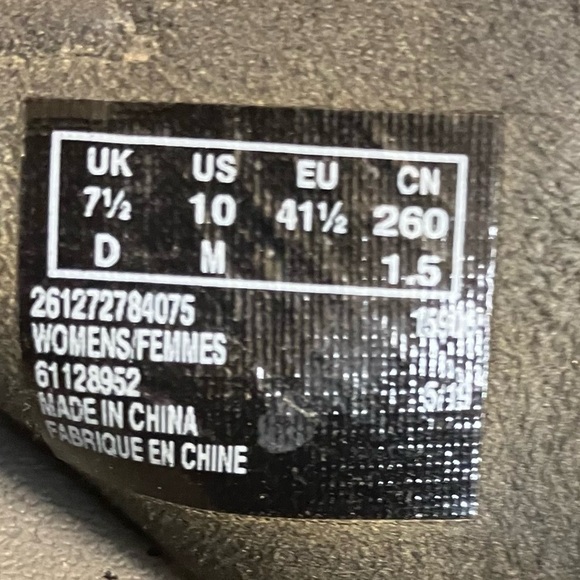 UK US EU CN
7½ 10 41½ 260
D M 1.5
261272784075
WOMENS/FEMMES
61128952
MADE IN CHINA
FABRIQUE EN CHINE